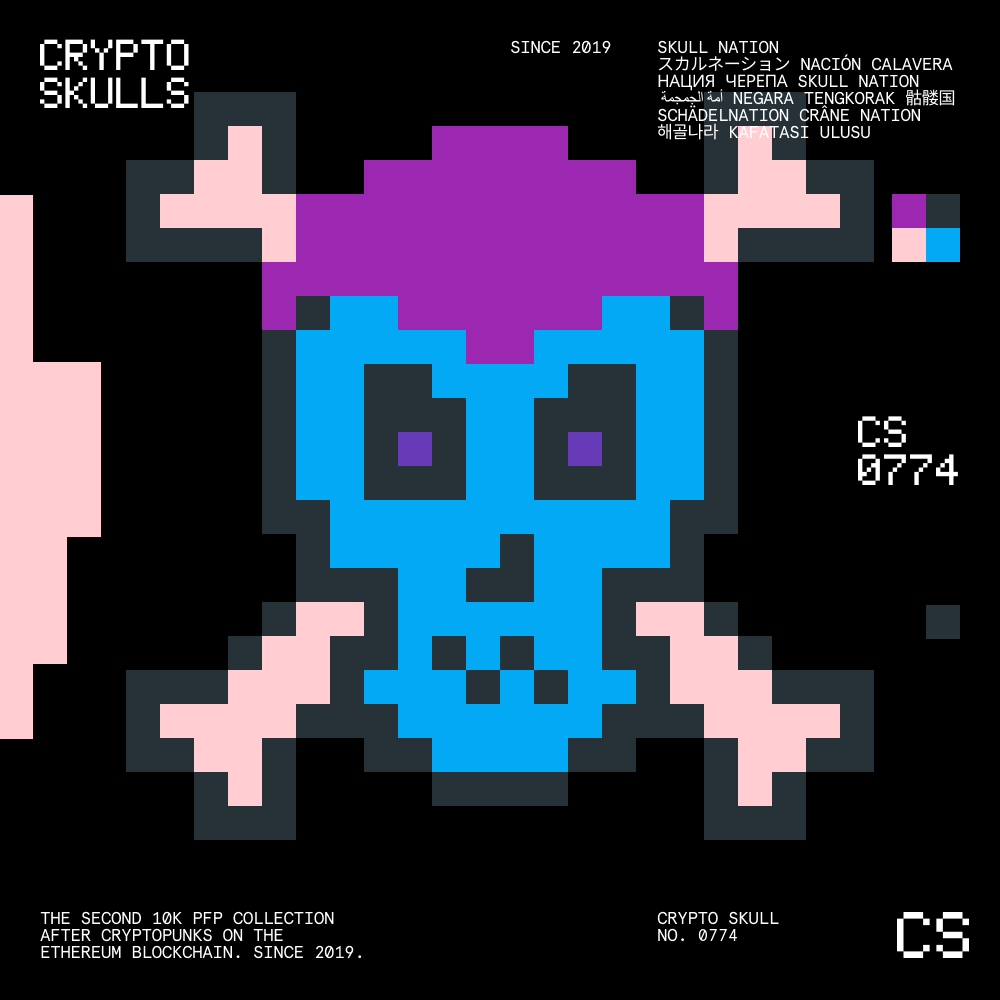 CRYPTO
SKULLS
SINCE 2019
SKULL NATION
スカルネーション NACIÓN CALAVERA
НАЦИЯ ЧЕРЕПА SKULL NATION
أمة الجمجمة NEGARA TENGKORAK 骷髅国
SCHÄDELNATION CRÂNE NATION
해골나라 KAFATASI ULUSU
CS
0774
THE SECOND 10K PFP COLLECTION
AFTER CRYPTOPUNKS ON THE
ETHEREUM BLOCKCHAIN. SINCE 2019.
CRYPTO SKULL
NO. 0774
CS